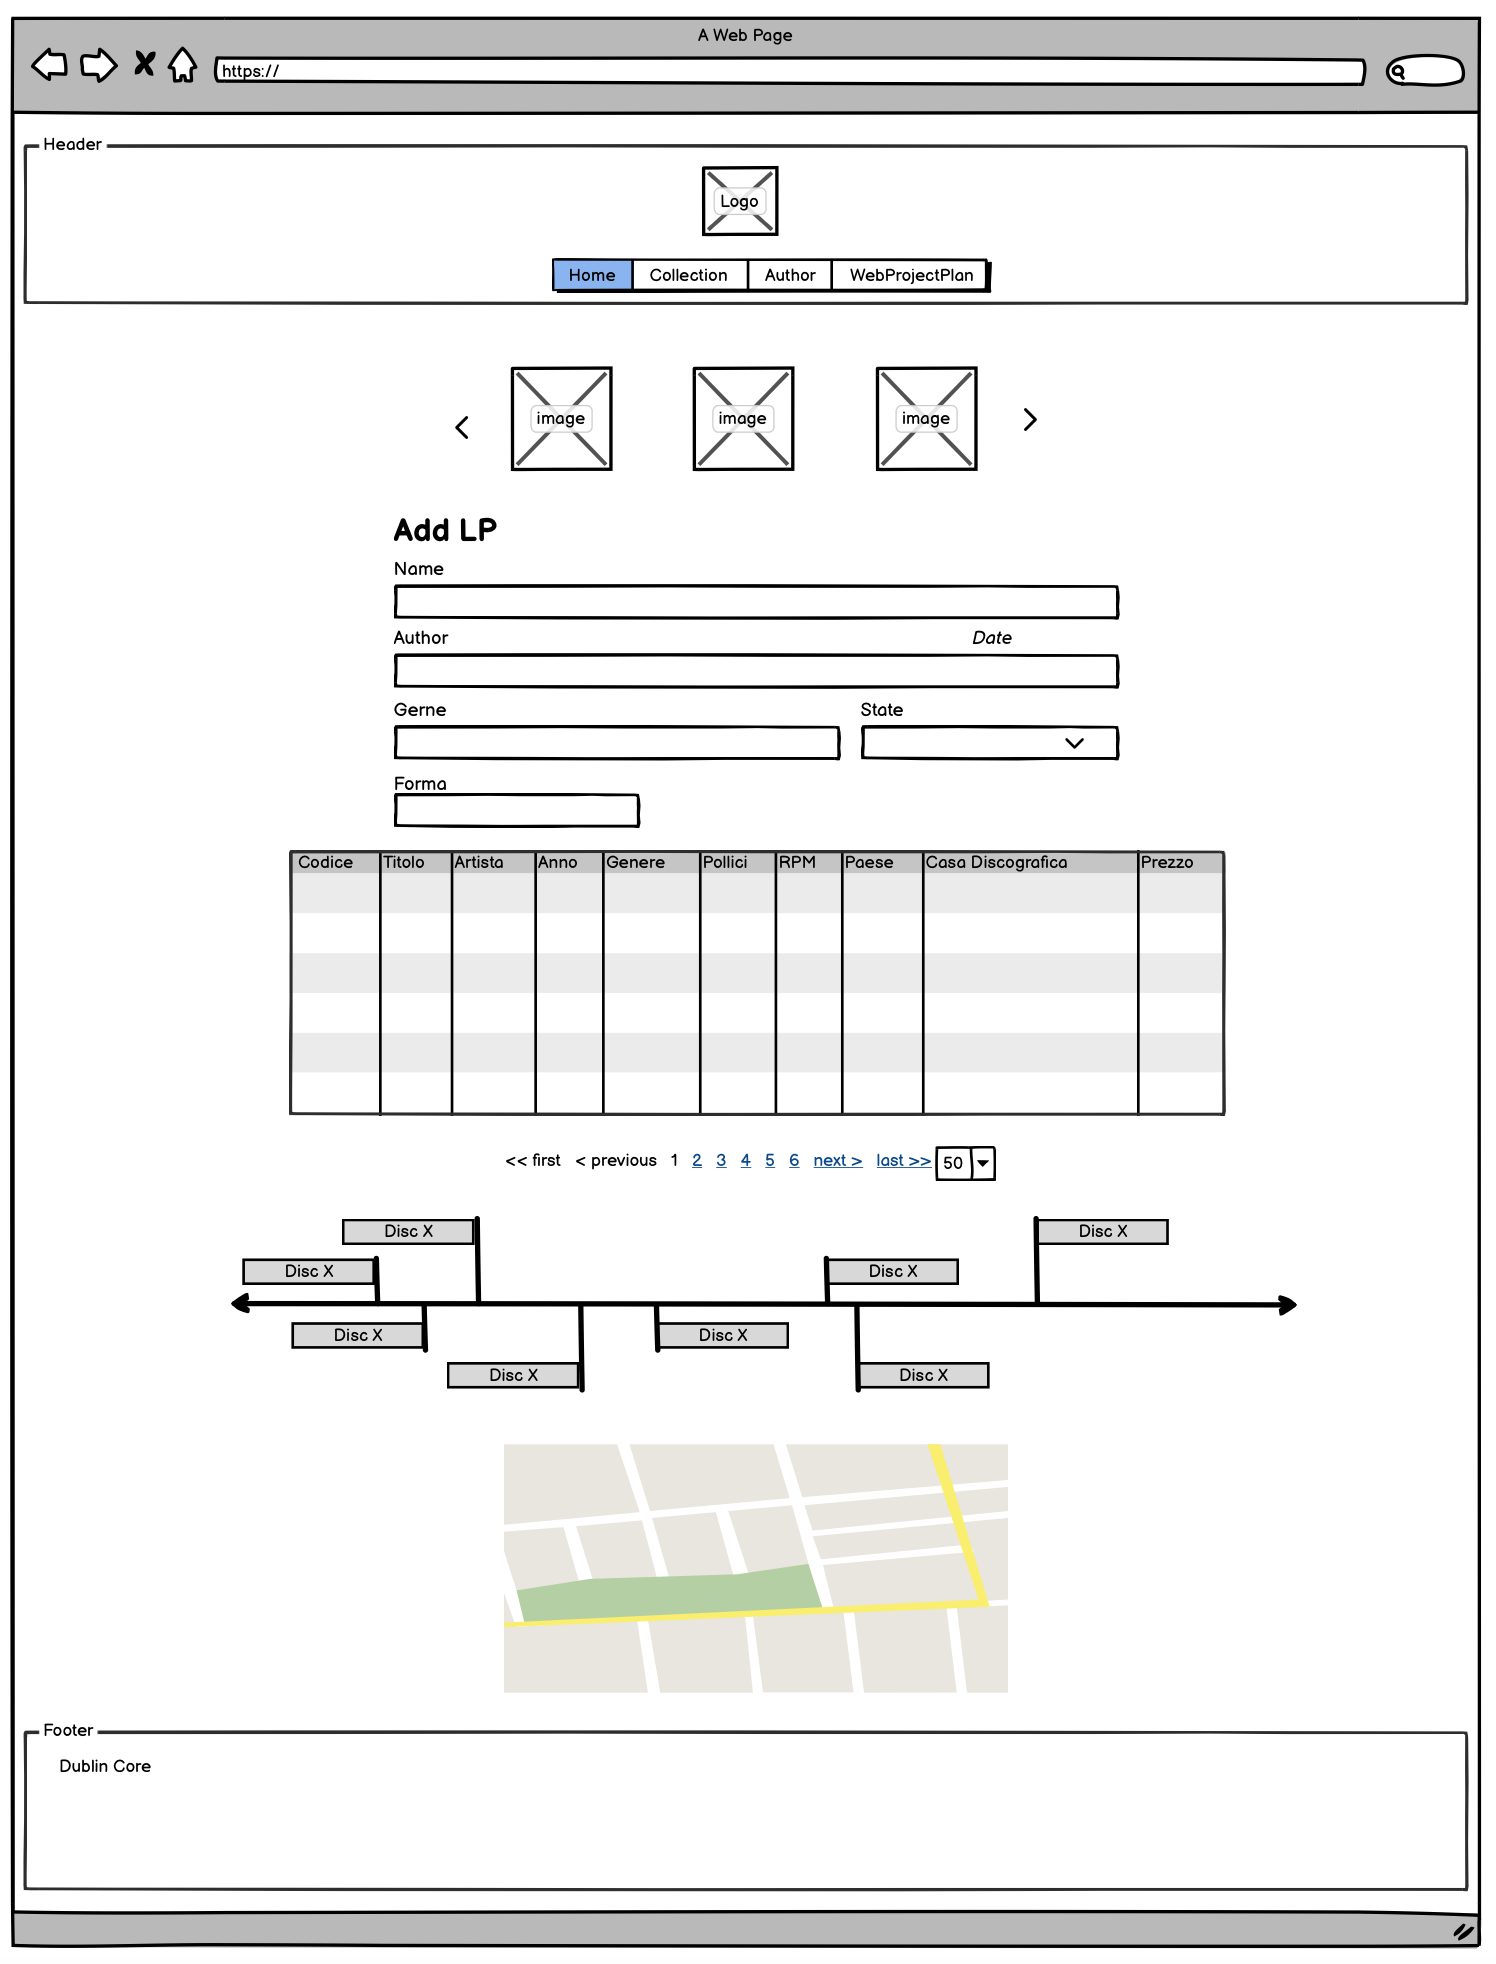 A Web Page
https://
Header
Logo
Home Collection Author WebProjectPlan
image image image
Add LP
Name
Author Date
Gerne State
Forma
Codice Titolo Artista Anno Genere Pollici RPM Paese Casa Discografica Prezzo
<< first < previous 1 2 3 4 5 6 next > last >> 50
Disc X Disc X
Disc X Disc X
Disc X Disc X
Disc X Disc X
Footer
Dublin Core